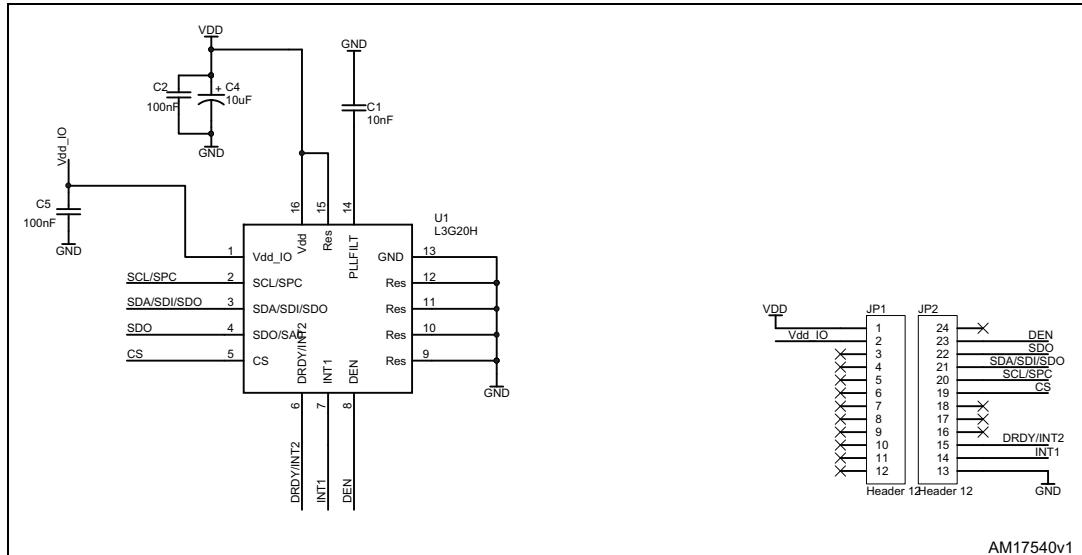 VDD
GND
C2
100nF
+ C4
10uF
C1
10nF
GND
Vdd_IO
C5
100nF
GND
16
15
14
Vdd
Res
PLLFILT
U1
L3G20H
1 Vdd_IO
GND 13
SCL/SPC 2 SCL/SPC
Res 12
SDA/SDI/SDO 3 SDA/SDI/SDO
Res 11
SDO 4 SDO/SA0
Res 10
CS 5 CS
Res 9
DRDY/INT2
INT1
DEN
6
7
8
DRDY/INT2
INT1
DEN
GND
VDD
Vdd_IO
JP1
1
2
3
4
5
6
7
8
9
10
11
12
Header 12
JP2
24
23 DEN
22 SDO
21 SDA/SDI/SDO
20 SCL/SPC
19 CS
18
17
16
15 DRDY/INT2
14 INT1
13
Header 12
GND
AM17540v1